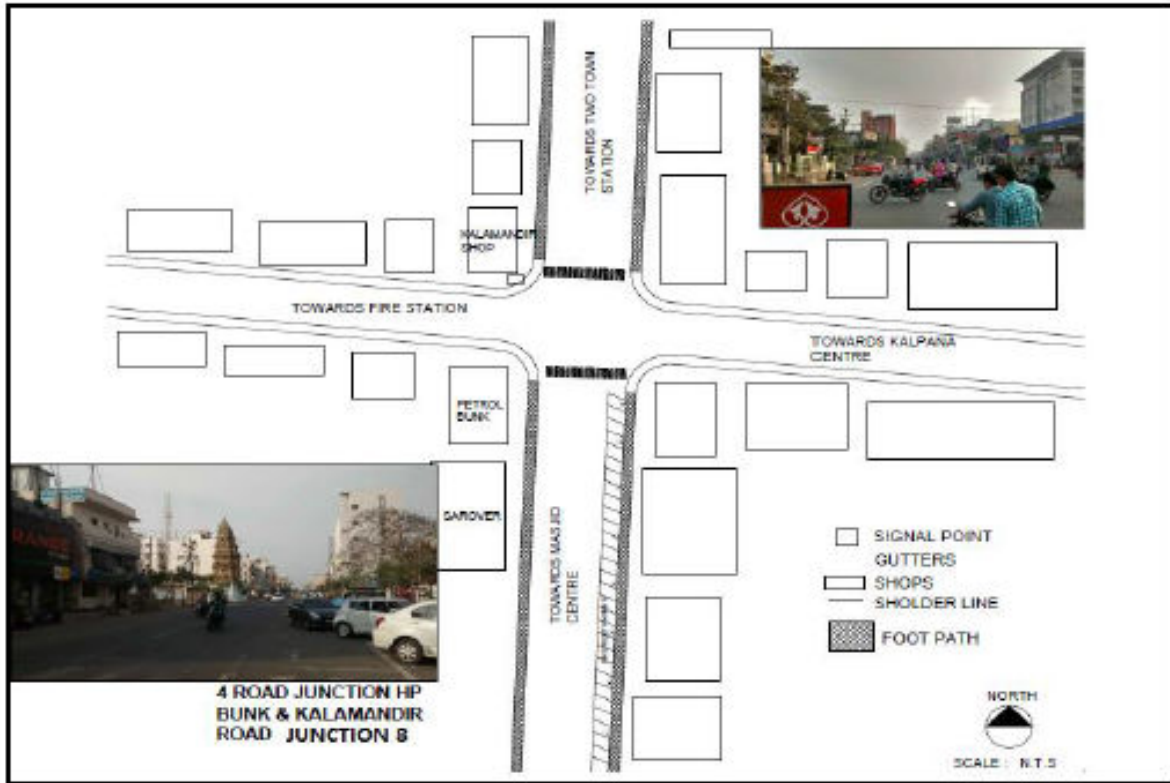 TOWARDS TWO TOWN
STATION
KALAMANDIR
SHOP
TOWARDS FIRE STATION
TOWARDS KALPANA
CENTRE
PETROL
BUNK
SAROVER
TOWARDS MASJID
CENTRE
SIGNAL POINT
GUTTERS
SHOPS
SHOLDER LINE
FOOT PATH
4 ROAD JUNCTION HP
BUNK & KALAMANDIR
ROAD JUNCTION 8
NORTH
SCALE : N.T.S